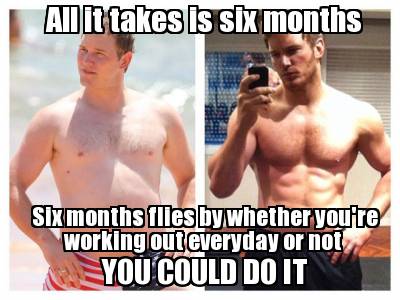 All it takes is six months
Six months flies by whether you're
working out everyday or not
YOU COULD DO IT